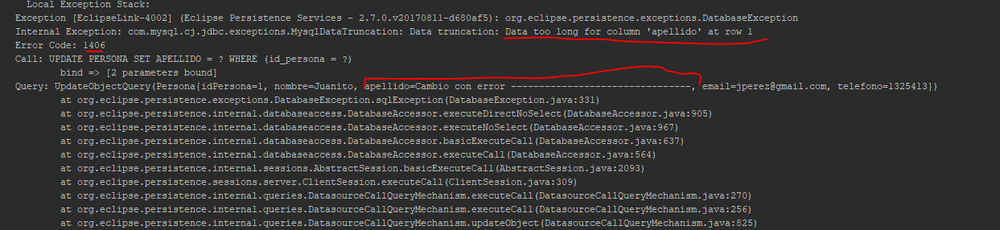 Local Exception Stack:
Exception [EclipseLink-4002] (Eclipse Persistence Services - 2.7.0.v20170811-d680af5): org.eclipse.persistence.exceptions.DatabaseException
Internal Exception: com.mysql.cj.jdbc.exceptions.MysqlDataTruncation: Data truncation: Data too long for column 'apellido' at row 1
Error Code: 1406
Call: UPDATE PERSONA SET APELLIDO = ? WHERE (id_persona = ?)
bind => [2 parameters bound]
Query: UpdateObjectQuery(Persona{idPersona=1, nombre=Juanito, apellido=Cambio con error --------------------------------, email=jperez@gmail.com, telefono=1325413})
at org.eclipse.persistence.exceptions.DatabaseException.sqlException(DatabaseException.java:331)
at org.eclipse.persistence.internal.databaseaccess.DatabaseAccessor.executeDirectNoSelect(DatabaseAccessor.java:905)
at org.eclipse.persistence.internal.databaseaccess.DatabaseAccessor.executeNoSelect(DatabaseAccessor.java:967)
at org.eclipse.persistence.internal.databaseaccess.DatabaseAccessor.basicExecuteCall(DatabaseAccessor.java:637)
at org.eclipse.persistence.internal.databaseaccess.DatabaseAccessor.executeCall(DatabaseAccessor.java:564)
at org.eclipse.persistence.internal.sessions.AbstractSession.basicExecuteCall(AbstractSession.java:2093)
at org.eclipse.persistence.sessions.server.ClientSession.executeCall(ClientSession.java:309)
at org.eclipse.persistence.internal.queries.DatasourceCallQueryMechanism.executeCall(DatasourceCallQueryMechanism.java:270)
at org.eclipse.persistence.internal.queries.DatasourceCallQueryMechanism.executeCall(DatasourceCallQueryMechanism.java:256)
at org.eclipse.persistence.internal.queries.DatasourceCallQueryMechanism.updateObject(DatasourceCallQueryMechanism.java:825)